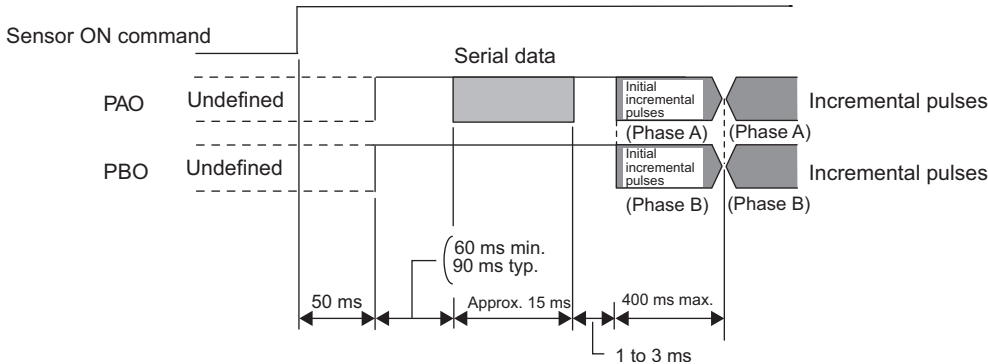 Sensor ON command
Serial data
PAO
Undefined
Initial
incremental
pulses
Incremental pulses
(Phase A)
(Phase A)
PBO
Undefined
Initial
incremental
pulses
Incremental pulses
(Phase B)
(Phase B)
60 ms min.
90 ms typ.
50 ms
Approx. 15 ms
400 ms max.
1 to 3 ms